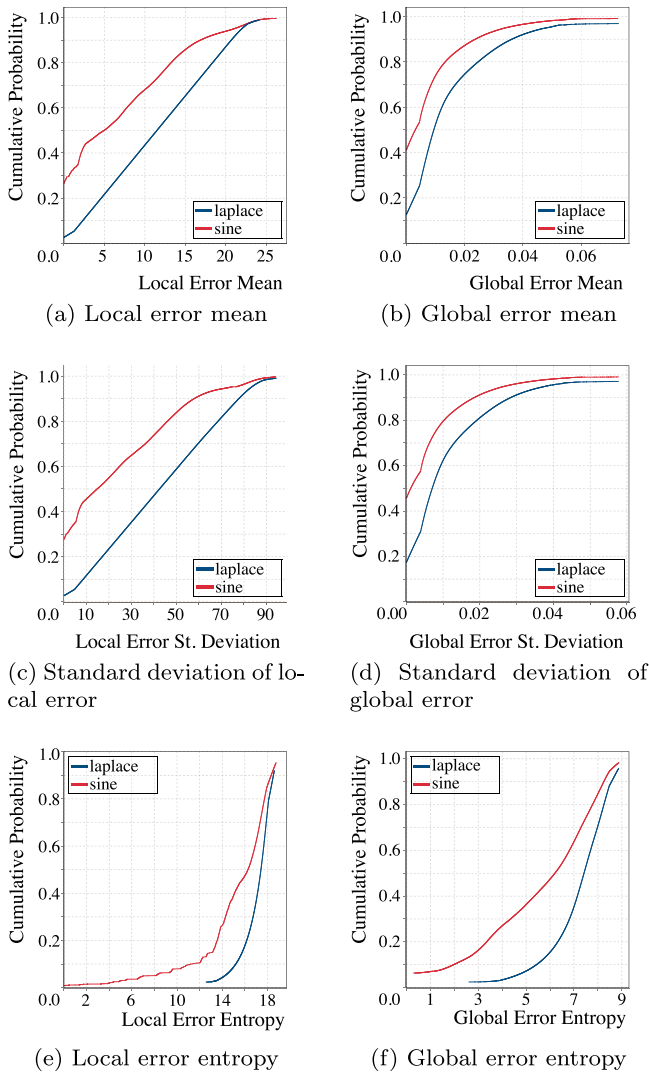 Cumulative Probability
1.0
0.8
0.6
0.4
0.2
0.0
5 10 15 20 25
laplace
sine
Local Error Mean
(a) Local error mean
Cumulative Probability
1.0
0.8
0.6
0.4
0.2
0.0
0.02 0.04 0.06
laplace
sine
Global Error Mean
(b) Global error mean
Cumulative Probability
1.0
0.8
0.6
0.4
0.2
0.0
10 30 50 70 90
laplace
sine
Local Error St. Deviation
(c) Standard deviation of lo-
cal error
Cumulative Probability
1.0
0.8
0.6
0.4
0.2
0.00 0.02 0.04 0.06
laplace
sine
Global Error St. Deviation
(d) Standard deviation of
global error
Cumulative Probability
1.0
0.8
0.6
0.4
0.2
0.0
2 6 10 14 18
laplace
sine
Local Error Entropy
(e) Local error entropy
Cumulative Probability
1.0
0.8
0.6
0.4
0.2
0.0
1 3 5 7 9
laplace
sine
Global Error Entropy
(f) Global error entropy